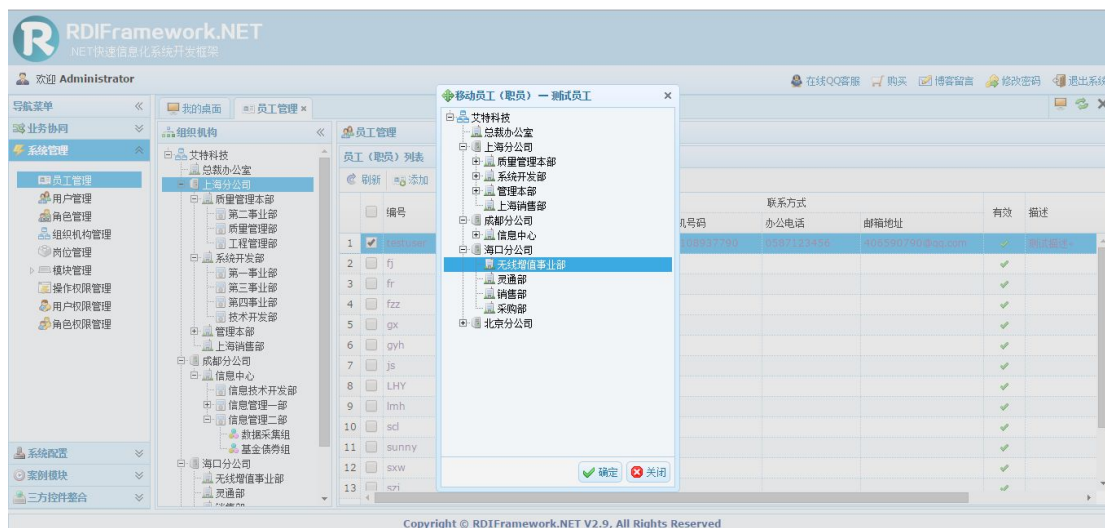 RDIFramework.NET
.NET快速信息化系统开发框架
欢迎 Administrator
在线QQ客服 购买 博客留言 修改密码 退出系统
导航菜单
业务协同
系统管理
员工管理
用户管理
角色管理
组织机构管理
岗位管理
模块管理
操作权限管理
用户权限管理
角色权限管理
系统配置
案例模块
三方控件整合
我的桌面 员工管理
组织机构
艾特科技
总裁办公室
上海分公司
质量管理本部
第二事业部
质量管理部
工程管理部
系统开发部
第一事业部
第三事业部
第四事业部
技术开发部
管理本部
上海销售部
成都分公司
信息中心
信息技术开发部
信息管理一部
信息管理二部
数据采集组
基金债券组
海口分公司
无线增值事业部
灵通部
员工管理
员工（职员）列表
刷新 添加
编号 联系方式 有效 描述
机号码 办公电话 邮箱地址
1 testuser 0597123456 406590790@qq.com
2 fj
3 fr
4 fzz
5 gx
6 gyh
7 js
8 LHY
9 lmh
10 scl
11 sunny
12 sxw
13 szj
移动员工（职员） — 测试员工
艾特科技
总裁办公室
上海分公司
质量管理本部
系统开发部
管理本部
上海销售部
成都分公司
信息中心
海口分公司
无线增值事业部
灵通部
销售部
采购部
北京分公司
确定 关闭
Copyright © RDIFramework.NET V2.9, All Rights Reserved